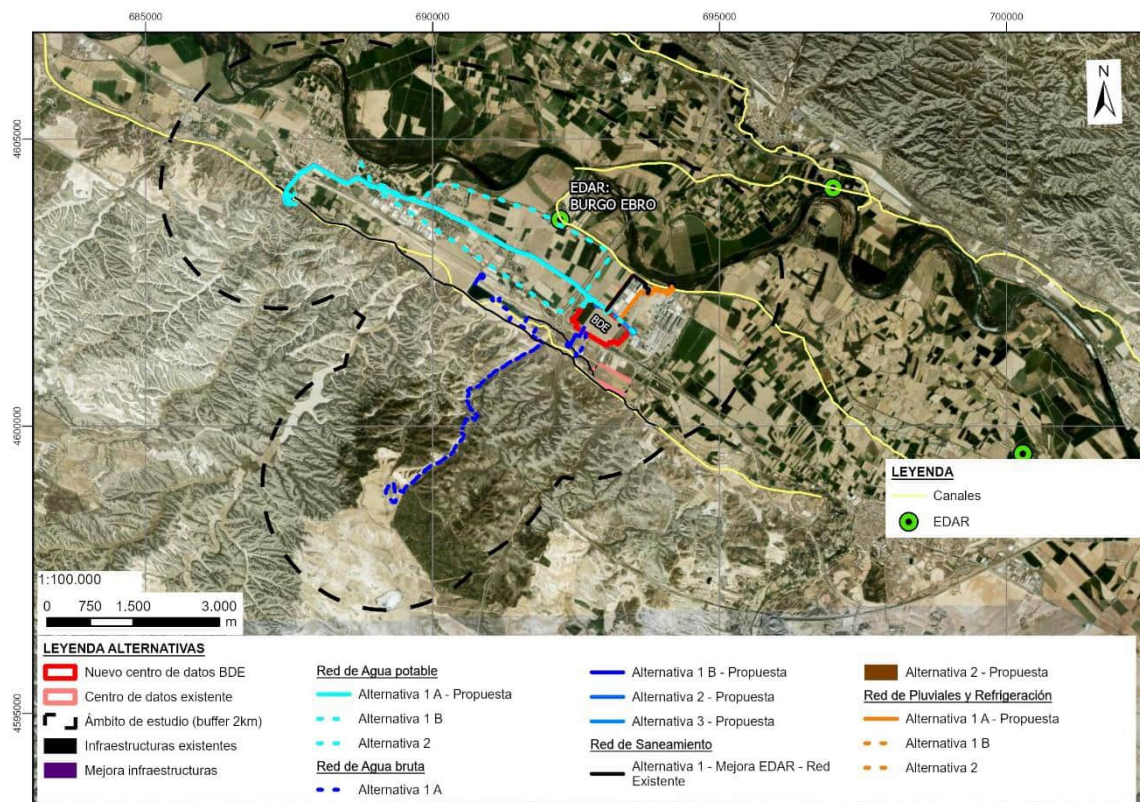 685000
690000
695000
700000
N
4605000
4600000
4595000
EDAR:
BURGO EBRO
BDE
LEYENDA
Canales
EDAR
1:100.000
0 750 1.500 3.000
m
LEYENDA ALTERNATIVAS
Nuevo centro de datos BDE
Centro de datos existente
Ámbito de estudio (buffer 2km)
Infraestructuras existentes
Mejora infraestructuras
Red de Agua potable
Alternativa 1 A - Propuesta
Alternativa 1 B
Alternativa 2
Red de Agua bruta
Alternativa 1 A
Alternativa 1 B - Propuesta
Alternativa 2 - Propuesta
Alternativa 3 - Propuesta
Red de Saneamiento
Alternativa 1 - Mejora EDAR - Red
Existente
Alternativa 2 - Propuesta
Red de Pluviales y Refrigeración
Alternativa 1 A - Propuesta
Alternativa 1 B
Alternativa 2